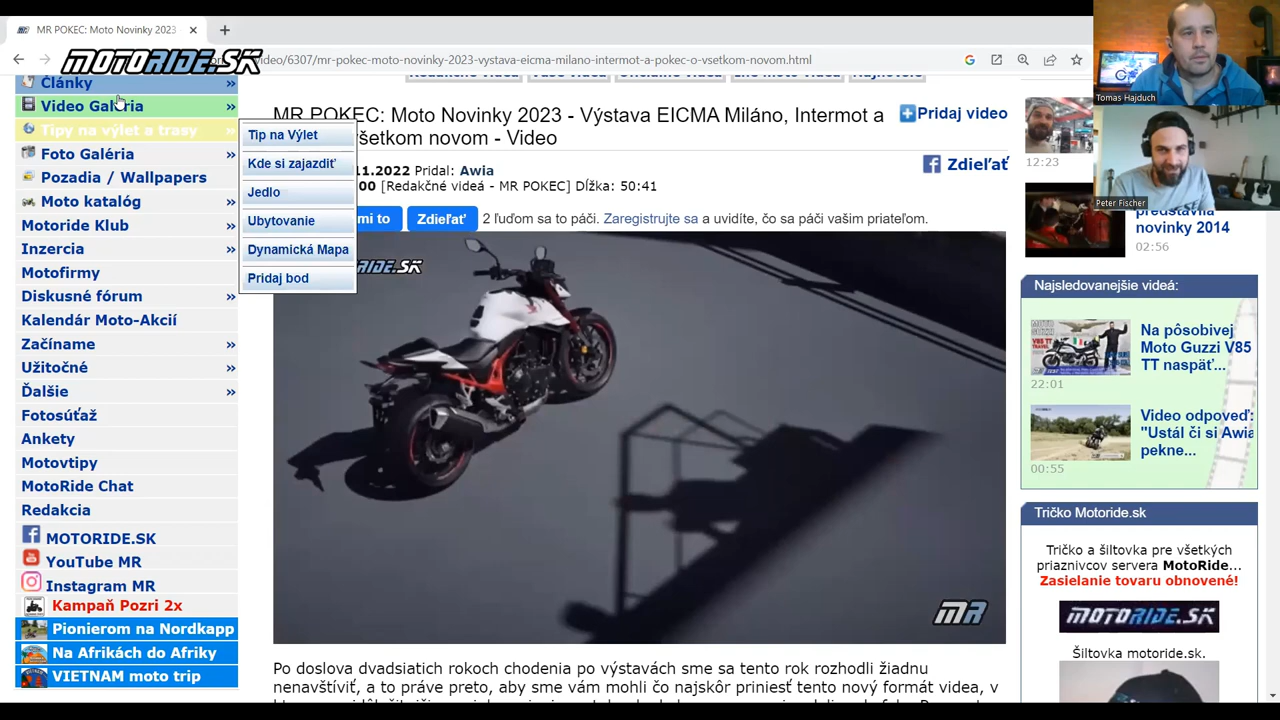 MR POKEC: Moto Novinky 2023
MOTORIDE.SK
video/6307/mr-pokec-moto-novinky-2023-vystava-eicma-milano-intermot-a-pokec-o-vsetkom-novom.html
Tomas Hajduch
Peter Fischer
Články »
Video Galéria »
Tipy na výlet a trasy »
Foto Galéria »
Pozadia / Wallpapers
Moto katalóg »
Motoride Klub »
Inzercia »
Motofirmy
Diskusné fórum »
Kalendár Moto-Akcií
Začíname »
Užitočné »
Ďalšie »
Fotosúťaž
Ankety
Motovtipy
MotoRide Chat
Redakcia
MOTORIDE.SK
YouTube MR
Instagram MR
Kampaň Pozri 2x
Pionierom na Nordkapp
Na Afrikách do Afriky
VIETNAM moto trip
Tip na Výlet
Kde si zajazdiť
Jedlo
Ubytovanie
Dynamická Mapa
Pridaj bod
MR POKEC: Moto Novinky 2023 - Výstava EICMA Miláno, Intermot a
všetkom novom - Video
Pridaj video
11.2022 Pridal: Awia
00 [Redakčné videá - MR POKEC] Dĺžka: 50:41
Zdieľať
mi to
Zdieľať
2 ľuďom sa to páči. Zaregistrujte sa a uvidíte, čo sa páči vašim priateľom.
RIDE.SK
MR
Po doslova dvadsiatich rokoch chodenia po výstavách sme sa tento rok rozhodli žiadnu
nenavštíviť, a to práve preto, aby sme vám mohli čo najskôr priniesť tento nový formát videa, v
12:23
predstavila
novinky 2014
02:56
Najsledovanejšie videá:
Na pôsobivej
Moto Guzzi V85
TT naspäť...
22:01
Video odpoveď:
"Ustál či si Awia
pekne...
00:55
Tričko Motoride.sk
Tričko a šiltovka pre všetkých
priaznivcov servera MotoRide...
Zasielanie tovaru obnovené!
MOTORIDE.SK
Šiltovka motoride.sk.